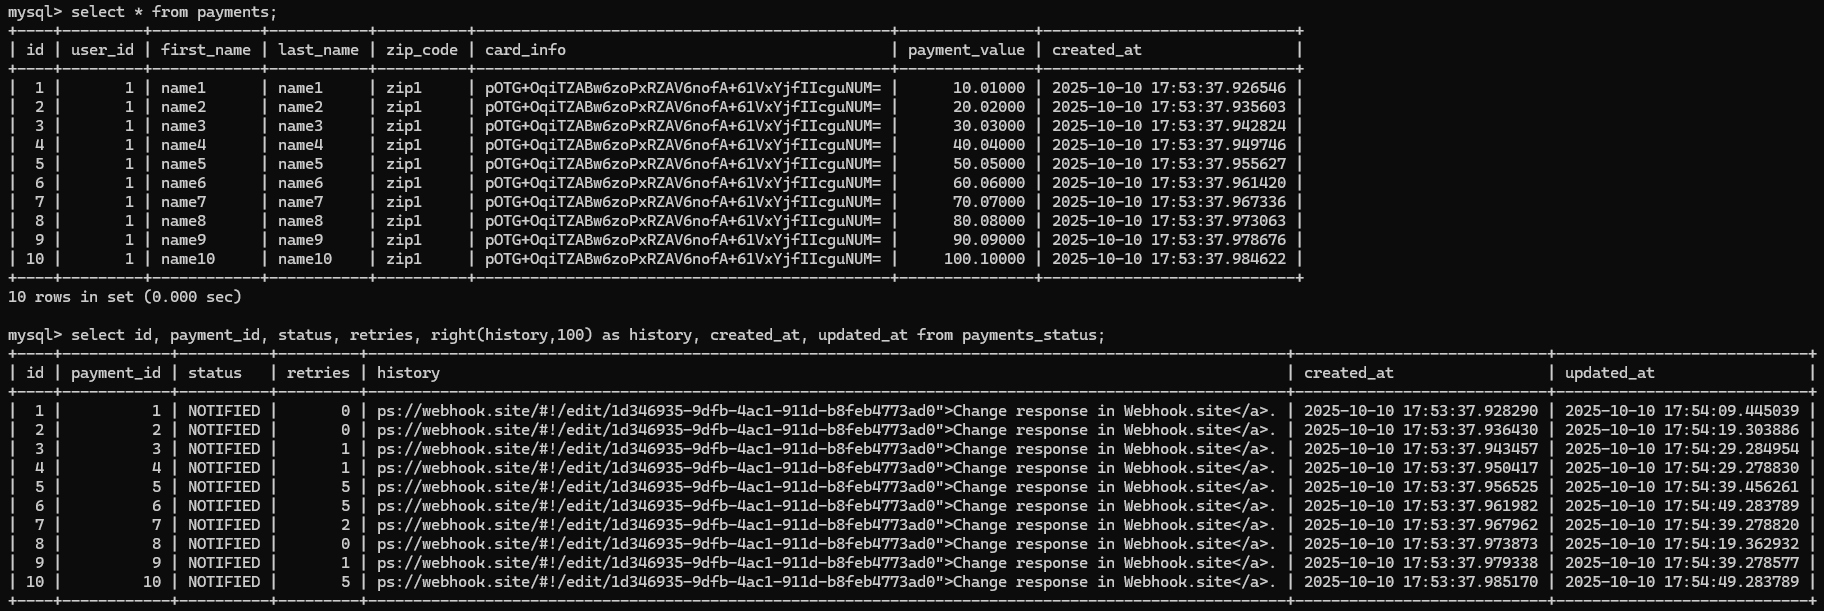 mysql> select * from payments;
+----+---------+------------+-----------+----------+----------------------------------------------+---------------+----------------------------+
| id | user_id | first_name | last_name | zip_code | card_info                                    | payment_value | created_at                 |
+----+---------+------------+-----------+----------+----------------------------------------------+---------------+----------------------------+
|  1 |       1 | name1      | name1     | zip1     | pOTG+OqiTZABw6zoPxRZAV6nofA+61VxYjfIIcguNUM= |      10.01000 | 2025-10-10 17:53:37.926546 |
|  2 |       1 | name2      | name2     | zip1     | pOTG+OqiTZABw6zoPxRZAV6nofA+61VxYjfIIcguNUM= |      20.02000 | 2025-10-10 17:53:37.935603 |
|  3 |       1 | name3      | name3     | zip1     | pOTG+OqiTZABw6zoPxRZAV6nofA+61VxYjfIIcguNUM= |      30.03000 | 2025-10-10 17:53:37.942824 |
|  4 |       1 | name4      | name4     | zip1     | pOTG+OqiTZABw6zoPxRZAV6nofA+61VxYjfIIcguNUM= |      40.04000 | 2025-10-10 17:53:37.949746 |
|  5 |       1 | name5      | name5     | zip1     | pOTG+OqiTZABw6zoPxRZAV6nofA+61VxYjfIIcguNUM= |      50.05000 | 2025-10-10 17:53:37.955627 |
|  6 |       1 | name6      | name6     | zip1     | pOTG+OqiTZABw6zoPxRZAV6nofA+61VxYjfIIcguNUM= |      60.06000 | 2025-10-10 17:53:37.961420 |
|  7 |       1 | name7      | name7     | zip1     | pOTG+OqiTZABw6zoPxRZAV6nofA+61VxYjfIIcguNUM= |      70.07000 | 2025-10-10 17:53:37.967336 |
|  8 |       1 | name8      | name8     | zip1     | pOTG+OqiTZABw6zoPxRZAV6nofA+61VxYjfIIcguNUM= |      80.08000 | 2025-10-10 17:53:37.973063 |
|  9 |       1 | name9      | name9     | zip1     | pOTG+OqiTZABw6zoPxRZAV6nofA+61VxYjfIIcguNUM= |      90.09000 | 2025-10-10 17:53:37.978676 |
| 10 |       1 | name10     | name10    | zip1     | pOTG+OqiTZABw6zoPxRZAV6nofA+61VxYjfIIcguNUM= |     100.10000 | 2025-10-10 17:53:37.984622 |
+----+---------+------------+-----------+----------+----------------------------------------------+---------------+----------------------------+
10 rows in set (0.000 sec)
mysql> select id, payment_id, status, retries, right(history,100) as history, created_at, updated_at from payments_status;
+----+------------+----------+---------+------------------------------------------------------------------------------------------------------+----------------------------+----------------------------+
| id | payment_id | status   | retries | history                                                                                              | created_at                 | updated_at                 |
+----+------------+----------+---------+------------------------------------------------------------------------------------------------------+----------------------------+----------------------------+
|  1 |          1 | NOTIFIED |       0 | ps://webhook.site/#!/edit/1d346935-9dfb-4ac1-911d-b8feb4773ad0">Change response in Webhook.site</a>. | 2025-10-10 17:53:37.928290 | 2025-10-10 17:54:09.445039 |
|  2 |          2 | NOTIFIED |       0 | ps://webhook.site/#!/edit/1d346935-9dfb-4ac1-911d-b8feb4773ad0">Change response in Webhook.site</a>. | 2025-10-10 17:53:37.936430 | 2025-10-10 17:54:19.303886 |
|  3 |          3 | NOTIFIED |       1 | ps://webhook.site/#!/edit/1d346935-9dfb-4ac1-911d-b8feb4773ad0">Change response in Webhook.site</a>. | 2025-10-10 17:53:37.943457 | 2025-10-10 17:54:29.284954 |
|  4 |          4 | NOTIFIED |       1 | ps://webhook.site/#!/edit/1d346935-9dfb-4ac1-911d-b8feb4773ad0">Change response in Webhook.site</a>. | 2025-10-10 17:53:37.950417 | 2025-10-10 17:54:29.278830 |
|  5 |          5 | NOTIFIED |       5 | ps://webhook.site/#!/edit/1d346935-9dfb-4ac1-911d-b8feb4773ad0">Change response in Webhook.site</a>. | 2025-10-10 17:53:37.956525 | 2025-10-10 17:54:39.456261 |
|  6 |          6 | NOTIFIED |       5 | ps://webhook.site/#!/edit/1d346935-9dfb-4ac1-911d-b8feb4773ad0">Change response in Webhook.site</a>. | 2025-10-10 17:53:37.961982 | 2025-10-10 17:54:49.283789 |
|  7 |          7 | NOTIFIED |       2 | ps://webhook.site/#!/edit/1d346935-9dfb-4ac1-911d-b8feb4773ad0">Change response in Webhook.site</a>. | 2025-10-10 17:53:37.967962 | 2025-10-10 17:54:39.278820 |
|  8 |          8 | NOTIFIED |       0 | ps://webhook.site/#!/edit/1d346935-9dfb-4ac1-911d-b8feb4773ad0">Change response in Webhook.site</a>. | 2025-10-10 17:53:37.973873 | 2025-10-10 17:54:19.362932 |
|  9 |          9 | NOTIFIED |       1 | ps://webhook.site/#!/edit/1d346935-9dfb-4ac1-911d-b8feb4773ad0">Change response in Webhook.site</a>. | 2025-10-10 17:53:37.979338 | 2025-10-10 17:54:39.278577 |
| 10 |         10 | NOTIFIED |       5 | ps://webhook.site/#!/edit/1d346935-9dfb-4ac1-911d-b8feb4773ad0">Change response in Webhook.site</a>. | 2025-10-10 17:53:37.985170 | 2025-10-10 17:54:49.283789 |
+----+------------+----------+---------+------------------------------------------------------------------------------------------------------+----------------------------+----------------------------+